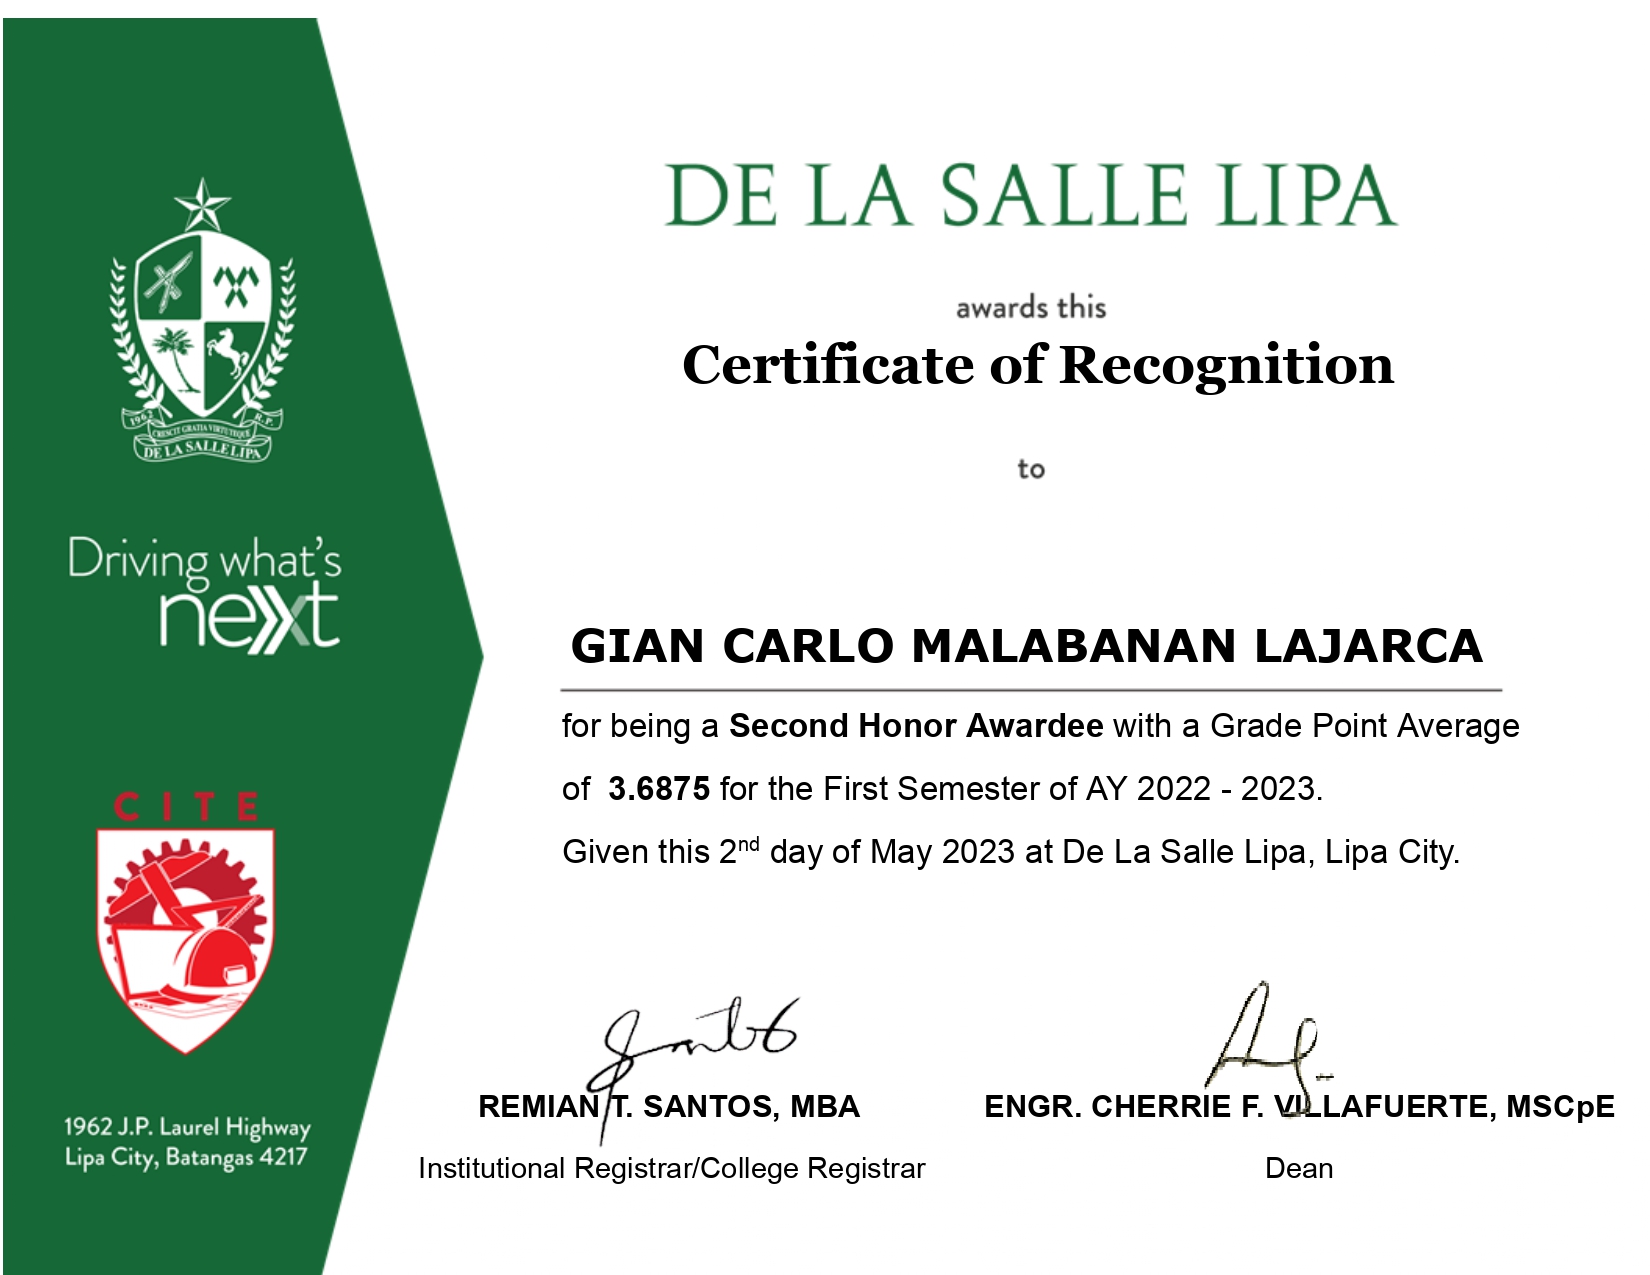 DE LA SALLE LIPA
awards this
Certificate of Recognition
to
GIAN CARLO MALABANAN LAJARCA
for being a Second Honor Awardee with a Grade Point Average
of 3.6875 for the First Semester of AY 2022 - 2023.
Given this 2nd day of May 2023 at De La Salle Lipa, Lipa City.
REMIAN T. SANTOS, MBA
Institutional Registrar/College Registrar
ENGR. CHERRIE F. VILLAFUERTE, MSCpE
Dean
1962
R.P.
CRESCIT GRATIA VIRTUTEQUE
DE LA SALLE LIPA
Driving what's
next
CITE
1962 J.P. Laurel Highway
Lipa City, Batangas 4217